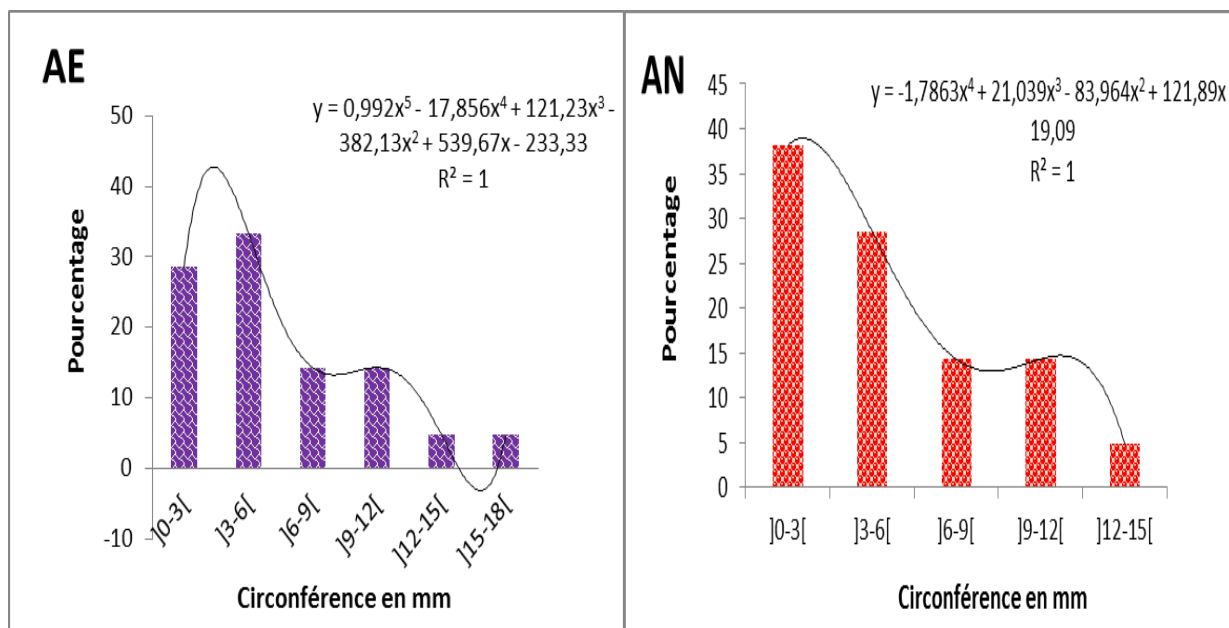 AE
y = 0,992x⁵ - 17,856x⁴ + 121,23x³ -
382,13x² + 539,67x - 233,33
R² = 1
Pourcentage
50
40
30
20
10
0
-10
]0-3[
]3-6[
]6-9[
]9-12[
]12-15[
]15-18[
Circonférence en mm
AN
y = -1,7863x⁴ + 21,039x³ - 83,964x² + 121,89x
19,09
R² = 1
Pourcentage
45
40
35
30
25
20
15
10
5
0
]0-3[
]3-6[
]6-9[
]9-12[
]12-15[
Circonférence en mm